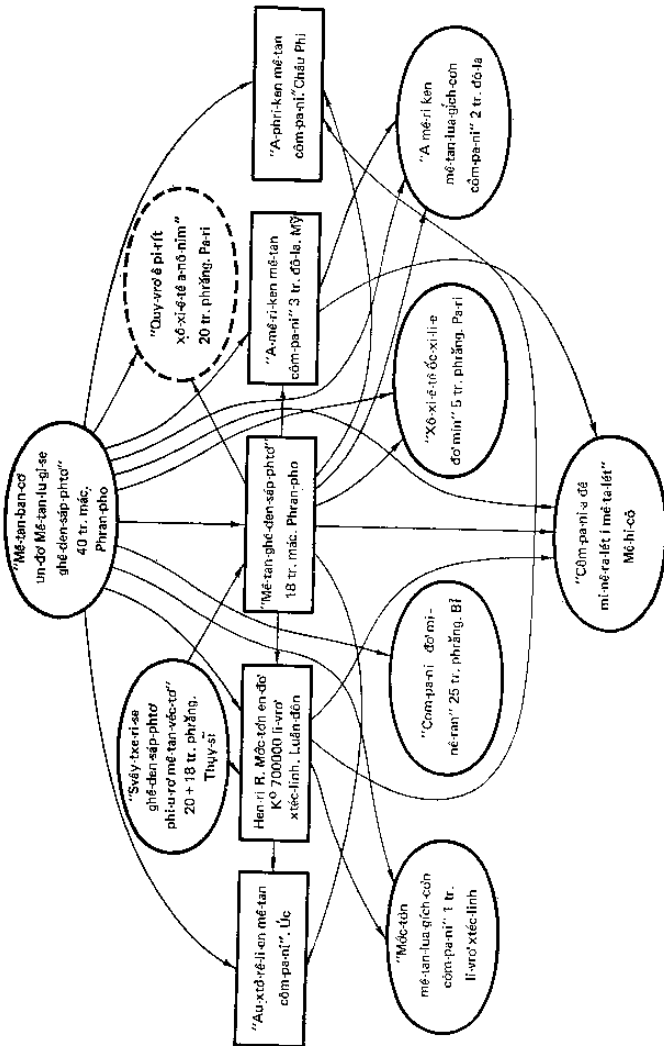 "Mê-tan-ban-cơ
un-đơ Mê-tan-lu-gi-se
ghê-đen-sáp-phtơ"
40 tr. mác.
Phran-pho
"Svây-txe-ri-se
ghê-đen-sáp-phtơ
phi-u-rơ mê-tan-véc-tơ"
20 + 18 tr. phrăng.
Thụy-sĩ
"Quy-vrơ ê pi-rít
xô-xi-ê-tê a-nô-nim"
20 tr. phrăng. Pa-ri
"Au-xtơ-rê-li-en mê-tan
côm-pa-ni". Úc
Hen-ri R. Mớc-tơn en-đơ
Kº 700000 li-vrơ
xtéc-linh. Luân-đôn
"Mê-tan-ghê-đen-sáp-phtơ"
18 tr. mác. Phran-pho
"A-mê-ri-ken mê-tan
côm-pa-ni" 3 tr. đô-la. Mỹ
"A-phri-ken mê-tan
côm-pa-ni." Châu Phi
"Mớc-tơn
mê-tan-lua-gích-cơn
côm-pa-ni" 1 tr.
li-vrơ xtéc-linh
"Com-pa-ni đơ mi-
nê-ran" 25 tr. phrăng. Bỉ
"Xô-xi-ê-tê ốc-xi-li-e
đơ min" 5 tr. phrăng. Pa-ri
"A mê-ri ken
mê-tan-lua-gích-cơn
côm-pa-ni" 2 tr. đô-la
"Côm-pa-ni-a đê
mi-nê-ra-lét i mê-ta-lét"
Mê-hi-cô